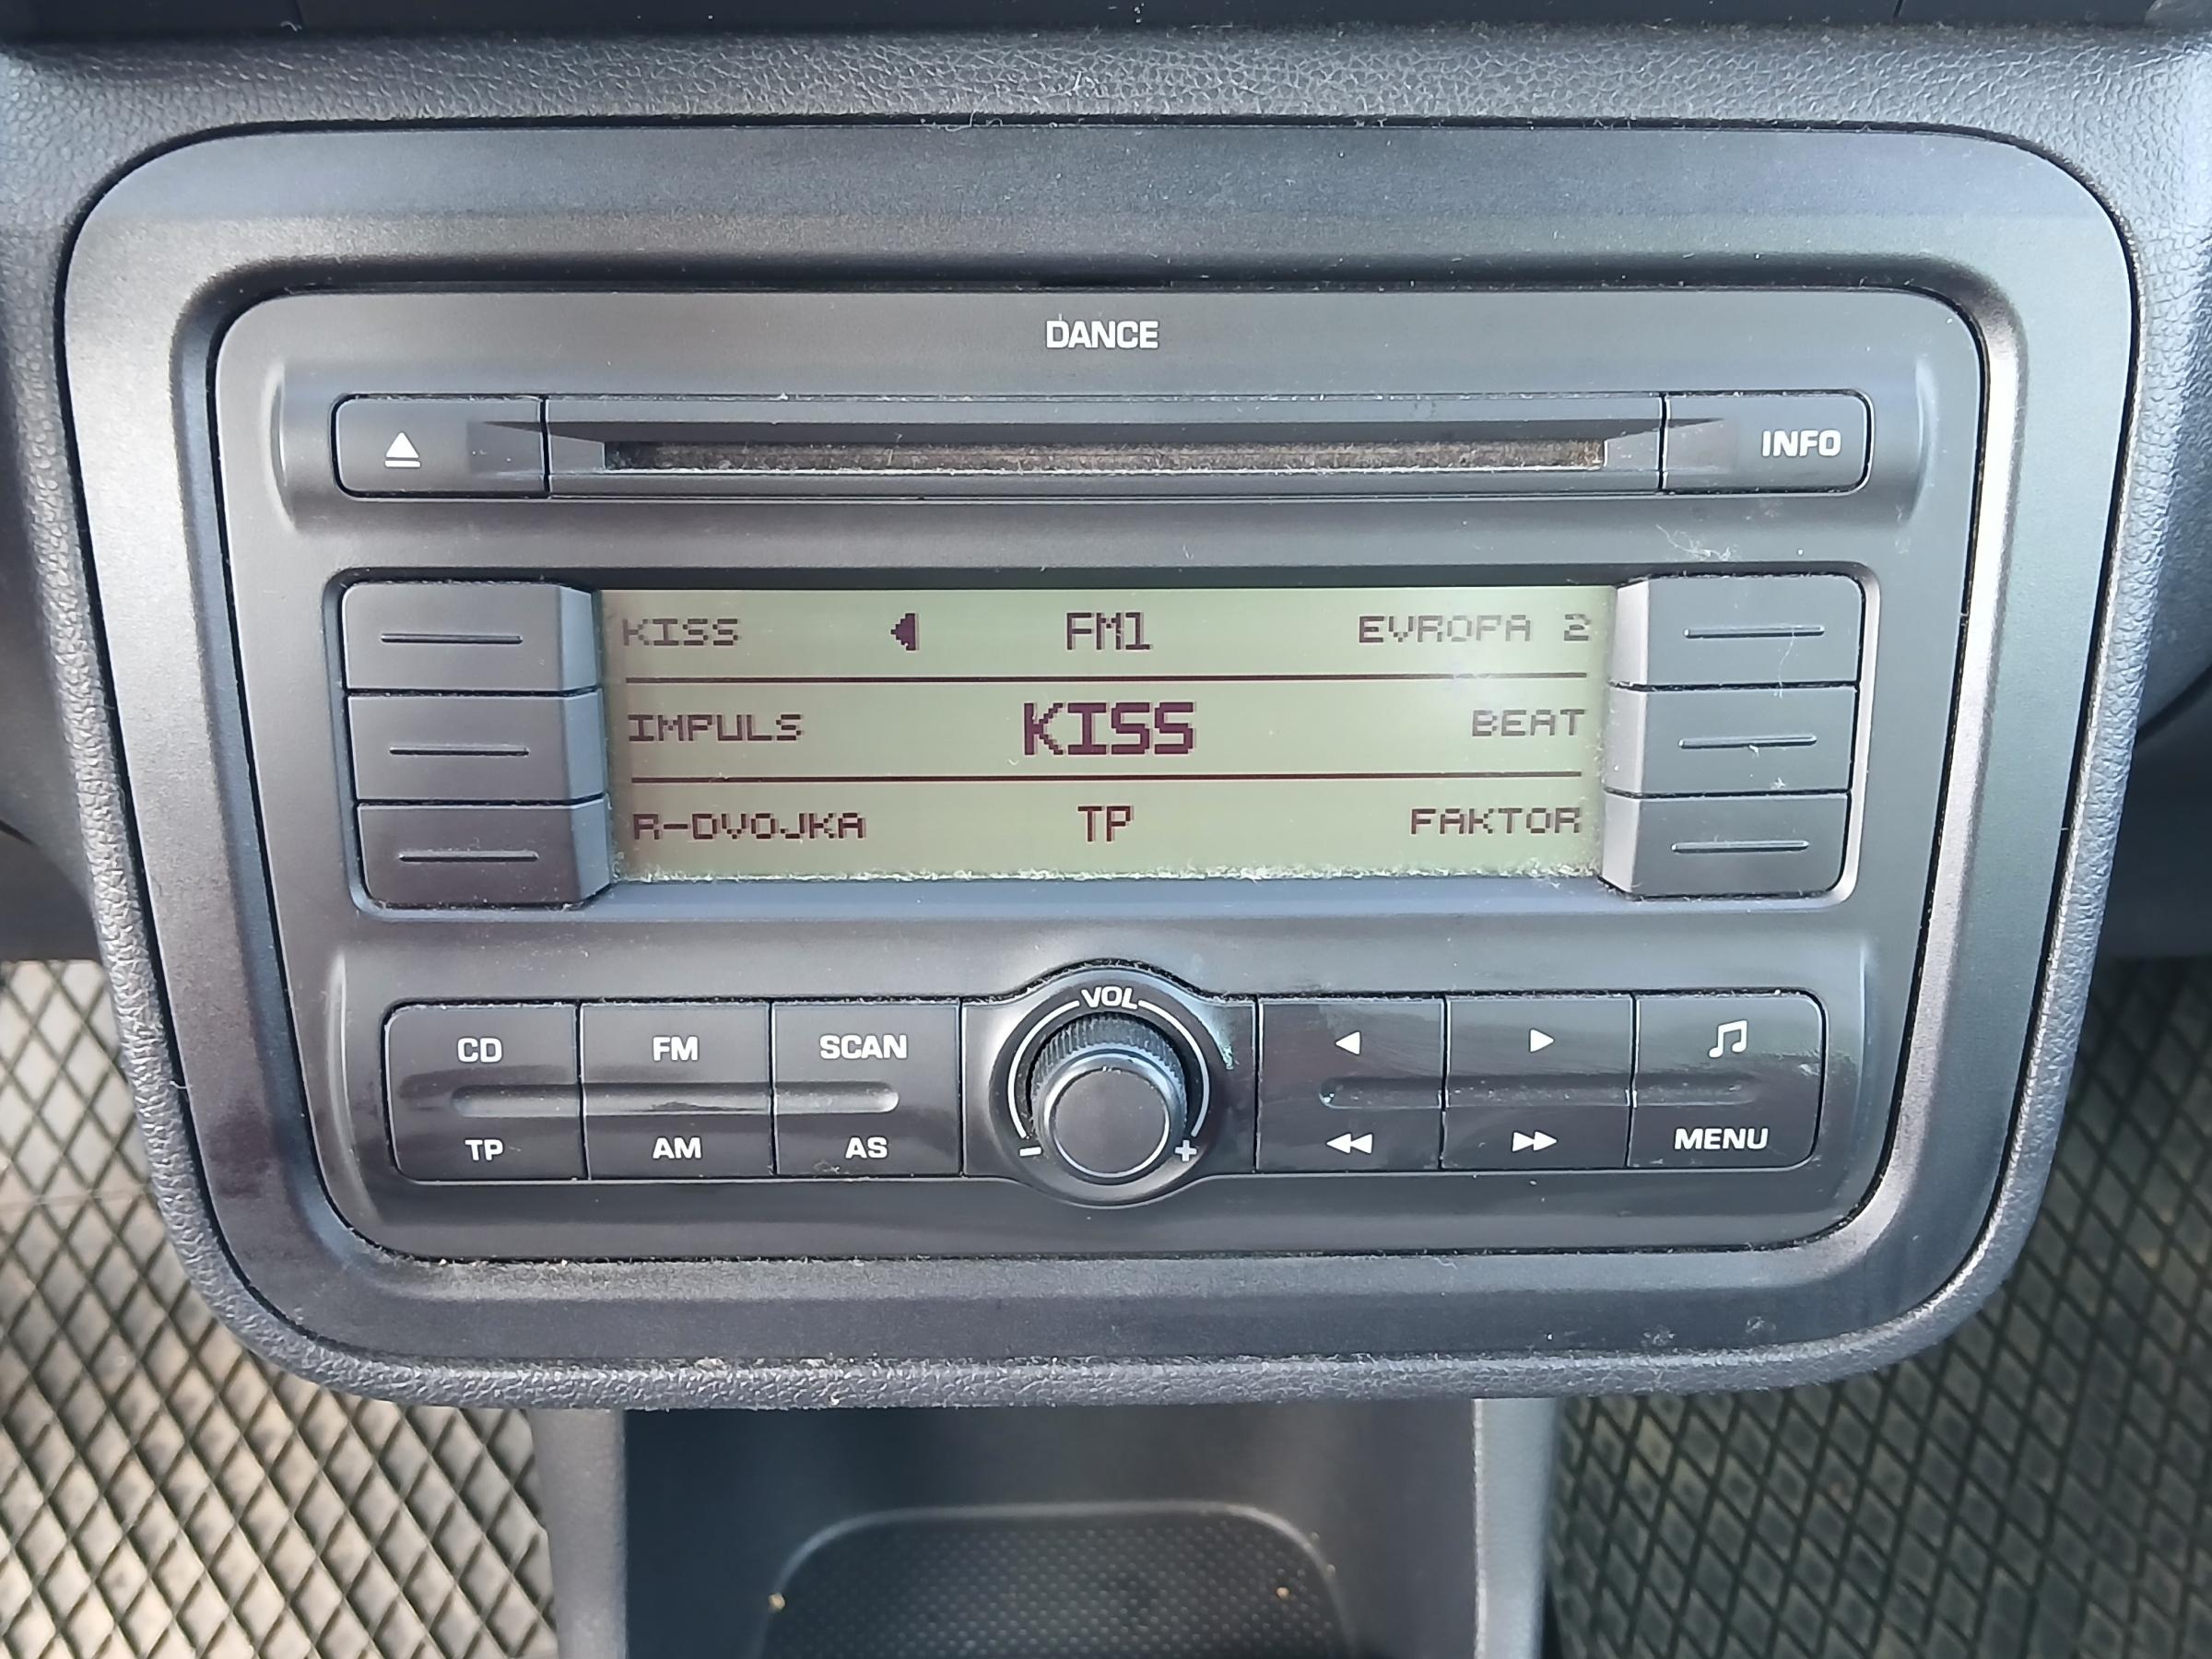 DANCE
INFO
KISS FM1 EVROPA 2
IMPULS KISS BEAT
R-DVOJKA TP FAKTOR
VOL
CD FM SCAN
TP AM AS - + MENU